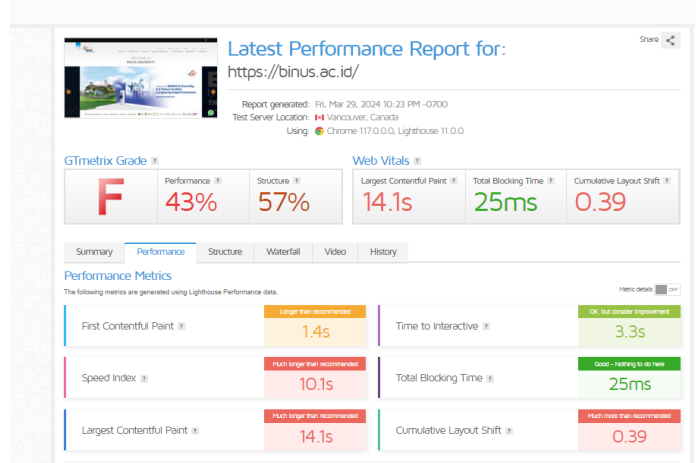 Latest Performance Report for:
Share
https://binus.ac.id/
Report generated: Fri, Mar 29, 2024 10:23 PM -0700
Test Server Location: Vancouver, Canada
Using: Chrome 117.0.0.0, Lighthouse 11.0.0
GTmetrix Grade ?
Web Vitals ?
F
Performance ?
43%
Structure ?
57%
Largest Contentful Paint ?
14.1s
Total Blocking Time ?
25ms
Cumulative Layout Shift ?
0.39
Summary Performance Structure Waterfall Video History
Performance Metrics
The following metrics are generated using Lighthouse Performance data.
Metric details OFF
First Contentful Paint ?
Longer than recommended
1.4s
Time to Interactive ?
OK, but consider improvement
3.3s
Speed Index ?
Much longer than recommended
10.1s
Total Blocking Time ?
Good - Nothing to do here
25ms
Largest Contentful Paint ?
Much longer than recommended
14.1s
Cumulative Layout Shift ?
Much more than recommended
0.39